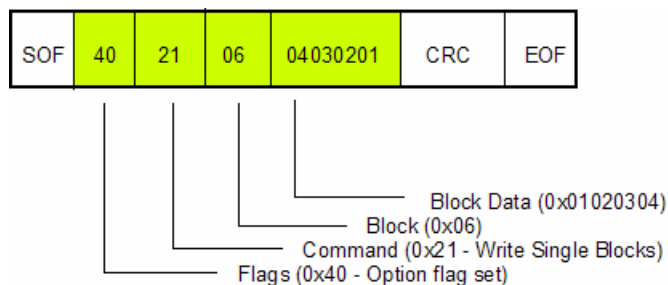 SOF 40 21 06 04030201 CRC EOF
Block Data (0x01020304)
Block (0x06)
Command (0x21 - Write Single Blocks)
Flags (0x40 - Option flag set)